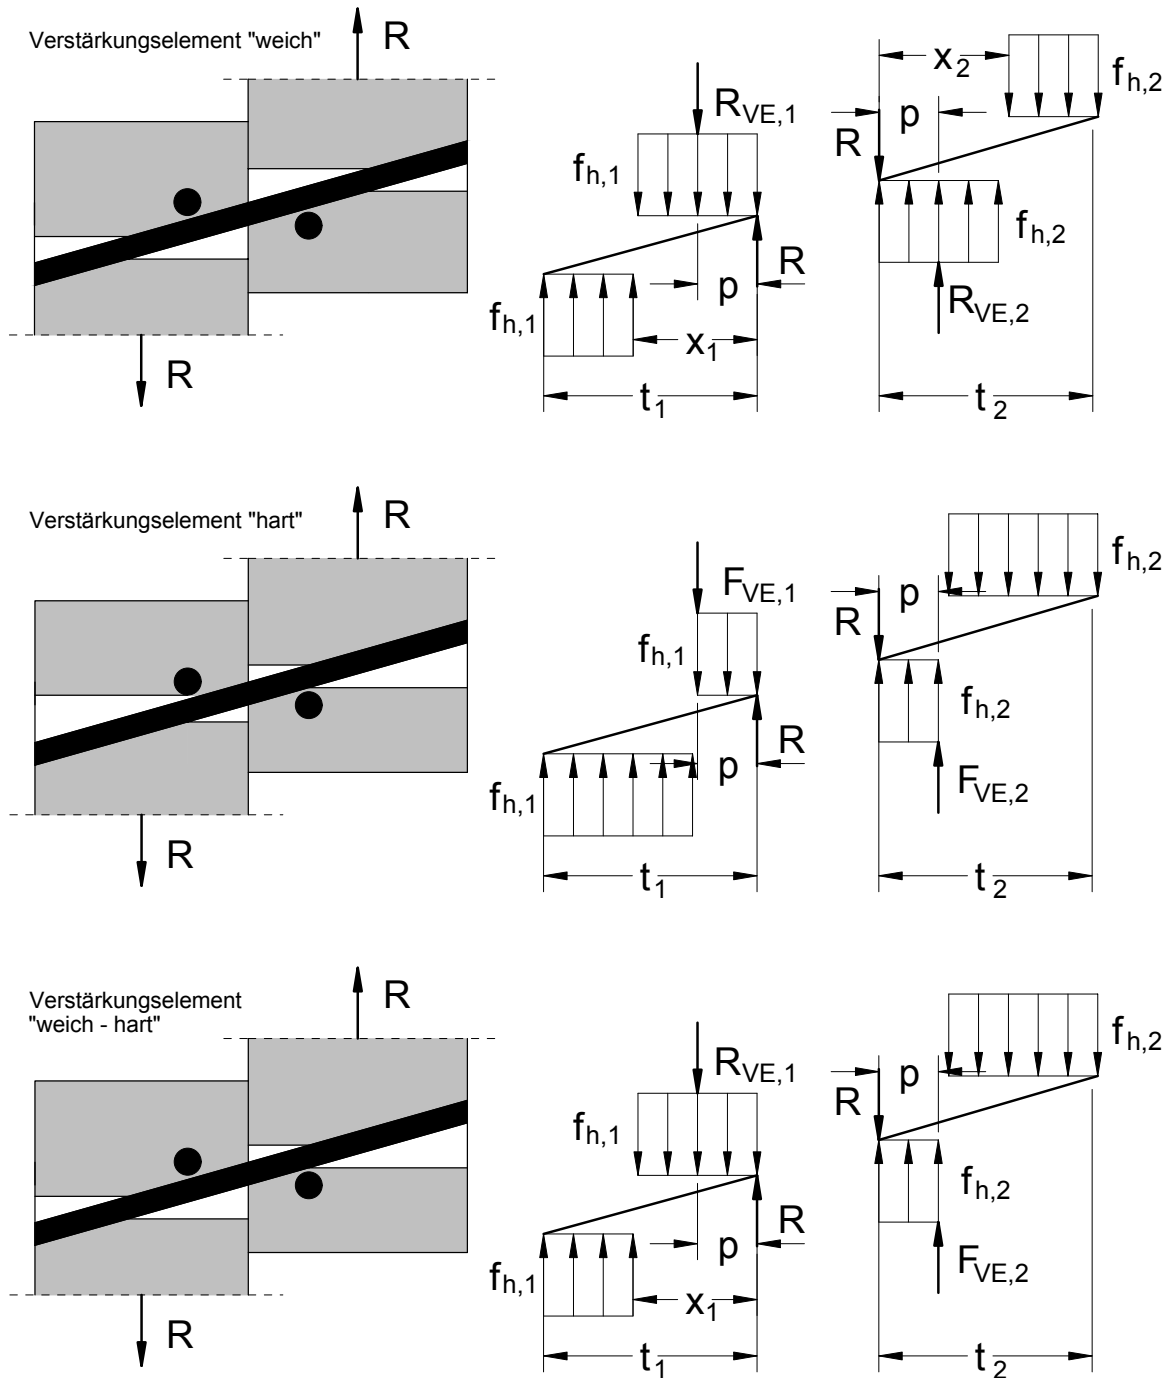 Verstärkungselement "weich"
R
R
R_VE,1
f_h,1
R
p
f_h,1
x_1
t_1
x_2
f_h,2
p
R
f_h,2
R_VE,2
t_2
Verstärkungselement "hart"
R
R
F_VE,1
f_h,1
R
p
f_h,1
t_1
f_h,2
p
R
f_h,2
F_VE,2
t_2
Verstärkungselement
"weich - hart"
R
R
R_VE,1
f_h,1
R
p
f_h,1
x_1
t_1
f_h,2
p
R
f_h,2
F_VE,2
t_2